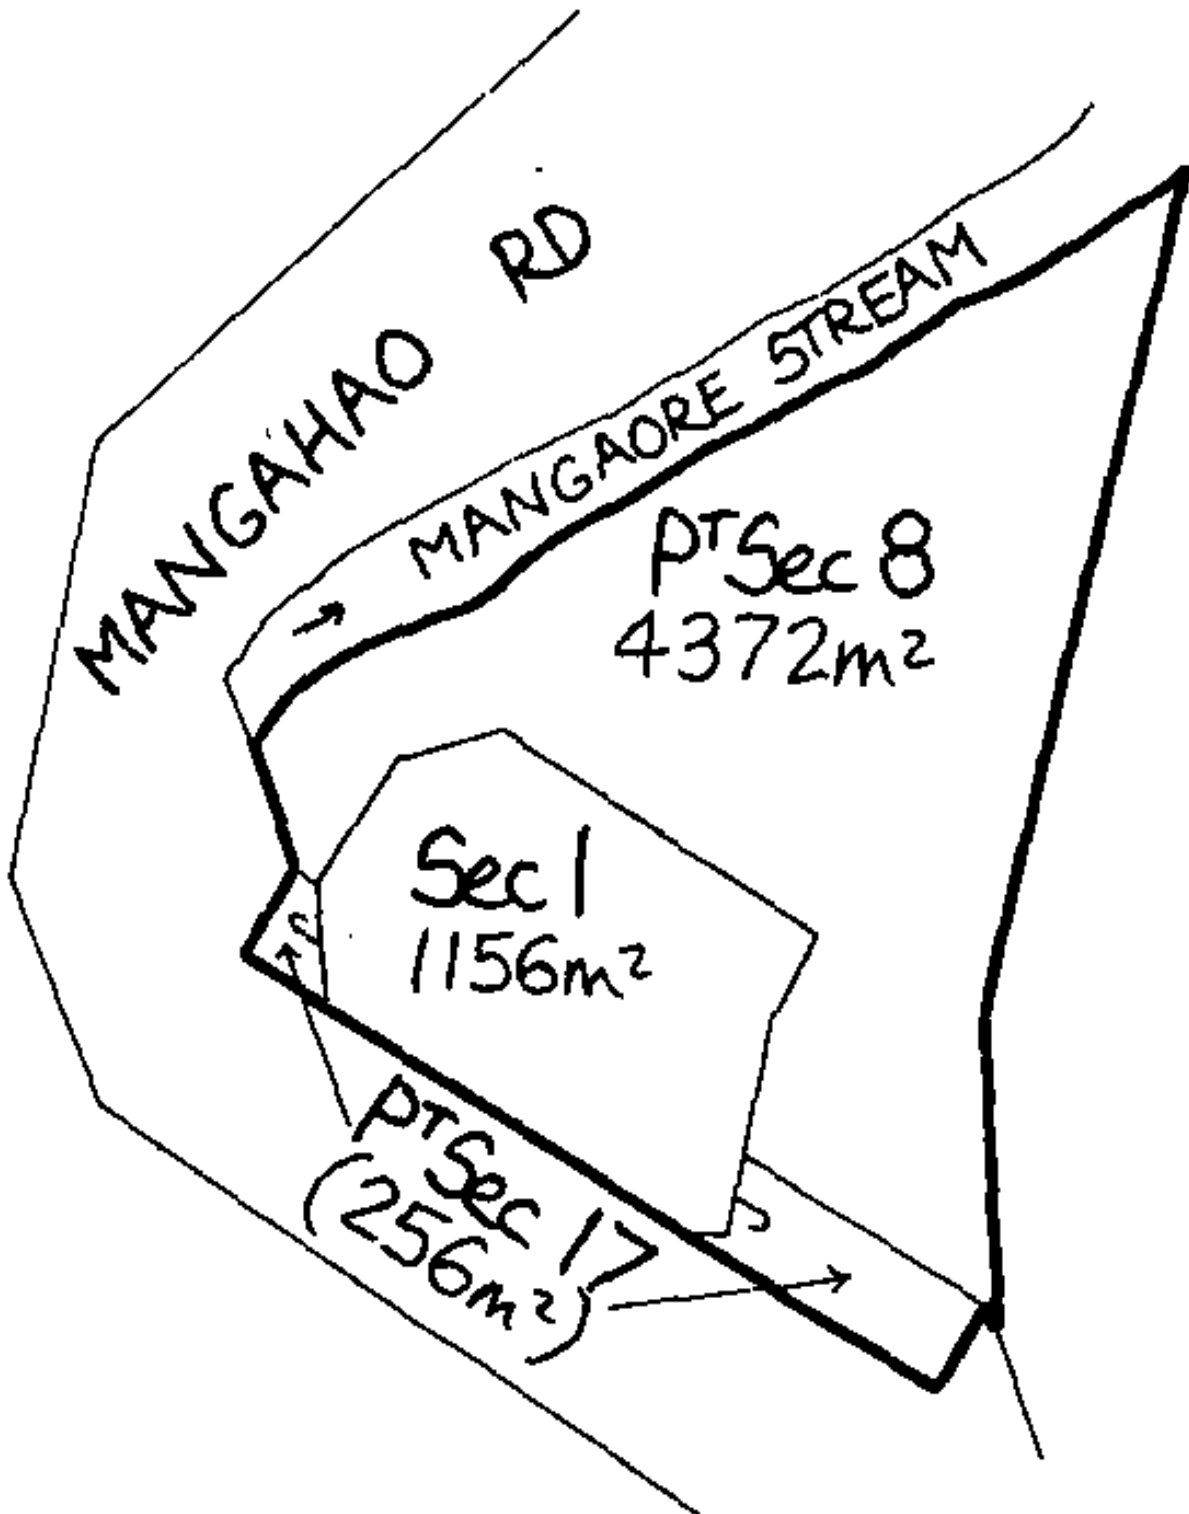 MANGAHAO RD
MANGAORE STREAM
PT Sec 8
4372m²
Sec 1
1156m²
PT Sec 17
(256m²)